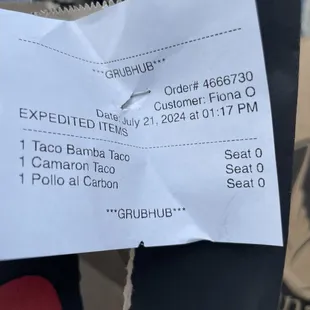 ***GRUBHUB***
Order# 4666730
Customer: Fiona O
Date: July 21, 2024 at 01:17 PM
EXPEDITED ITEMS
1 Taco Bamba Taco Seat 0
1 Camaron Taco Seat 0
1 Pollo al Carbon Seat 0
***GRUBHUB***